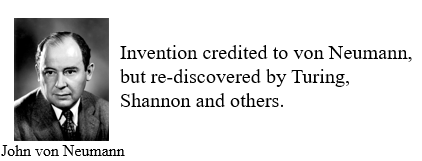 Invention credited to von Neumann,
but re-discovered by Turing,
Shannon and others.
John von Neumann